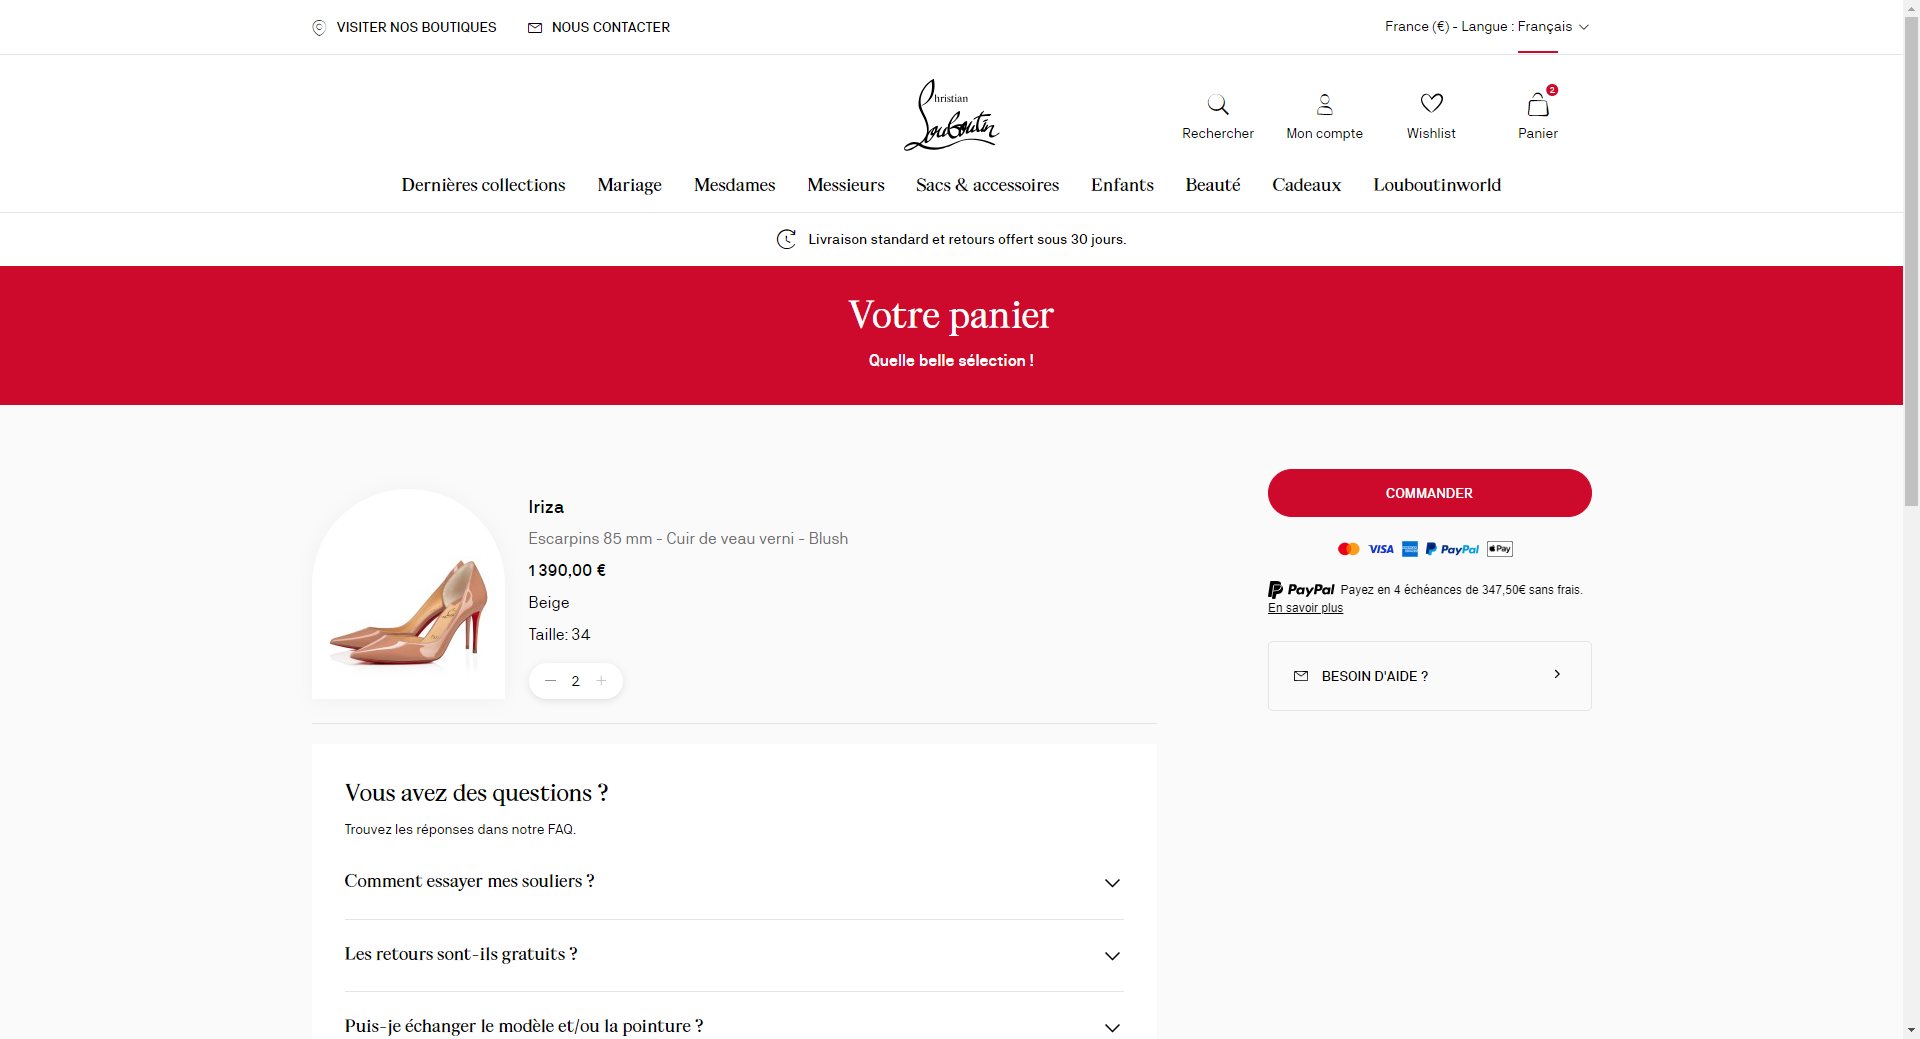 VISITER NOS BOUTIQUES
NOUS CONTACTER
France (€) - Langue : Français
Christian
Louboutin
Rechercher
Mon compte
Wishlist
2
Panier
Dernières collections
Mariage
Mesdames
Messieurs
Sacs & accessoires
Enfants
Beauté
Cadeaux
Louboutinworld
Livraison standard et retours offert sous 30 jours.
Votre panier
Quelle belle sélection !
Iriza
Escarpins 85 mm - Cuir de veau verni - Blush
1 390,00 €
Beige
Taille: 34
2
COMMANDER
VISA
PayPal
Pay
PayPal Payez en 4 échéances de 347,50€ sans frais.
En savoir plus
BESOIN D'AIDE ?
Vous avez des questions ?
Trouvez les réponses dans notre FAQ.
Comment essayer mes souliers ?
Les retours sont-ils gratuits ?
Puis-je échanger le modèle et/ou la pointure ?